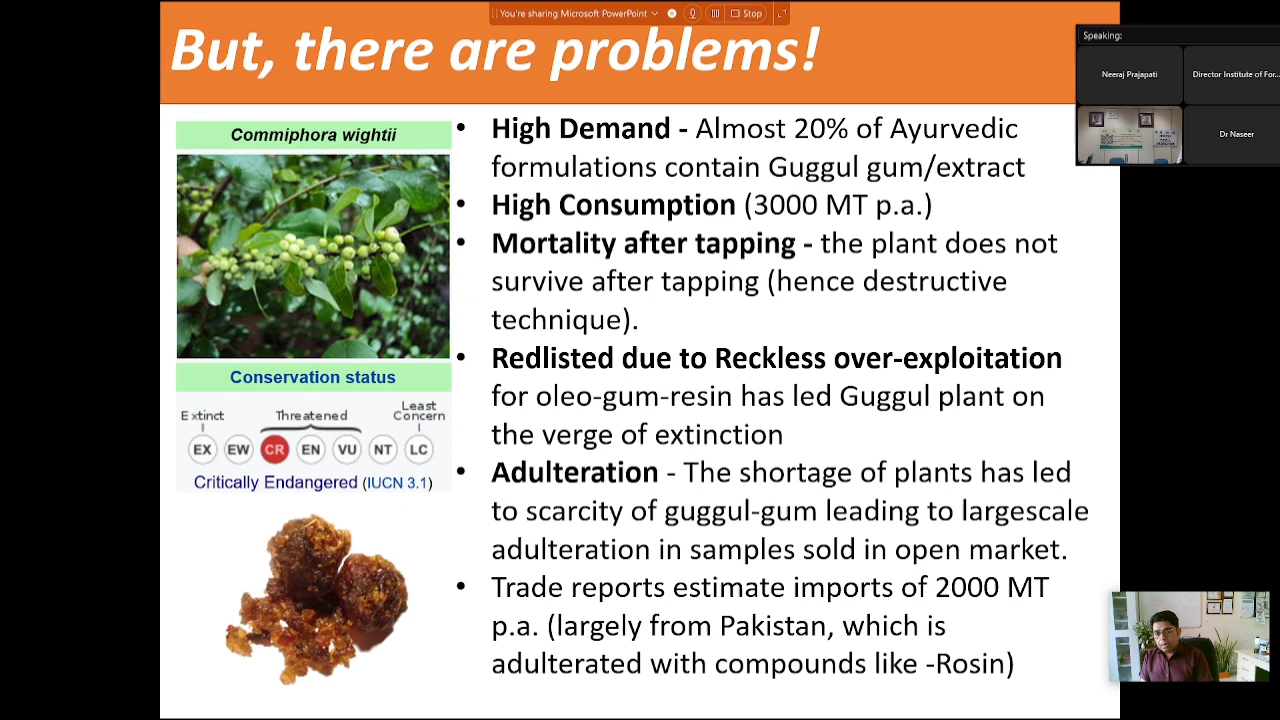 You're sharing Microsoft PowerPoint
Stop
But, there are problems!
Speaking:
Neeraj Prajapati
Director Institute of For...
Dr Naseer
Commiphora wightii
Conservation status
Extinct
Threatened
Least
Concern
EX EW CR EN VU NT LC
Critically Endangered (IUCN 3.1)
• High Demand - Almost 20% of Ayurvedic
formulations contain Guggul gum/extract
• High Consumption (3000 MT p.a.)
• Mortality after tapping - the plant does not
survive after tapping (hence destructive
technique).
• Redlisted due to Reckless over-exploitation
for oleo-gum-resin has led Guggul plant on
the verge of extinction
• Adulteration - The shortage of plants has led
to scarcity of guggul-gum leading to largescale
adulteration in samples sold in open market.
• Trade reports estimate imports of 2000 MT
p.a. (largely from Pakistan, which is
adulterated with compounds like -Rosin)